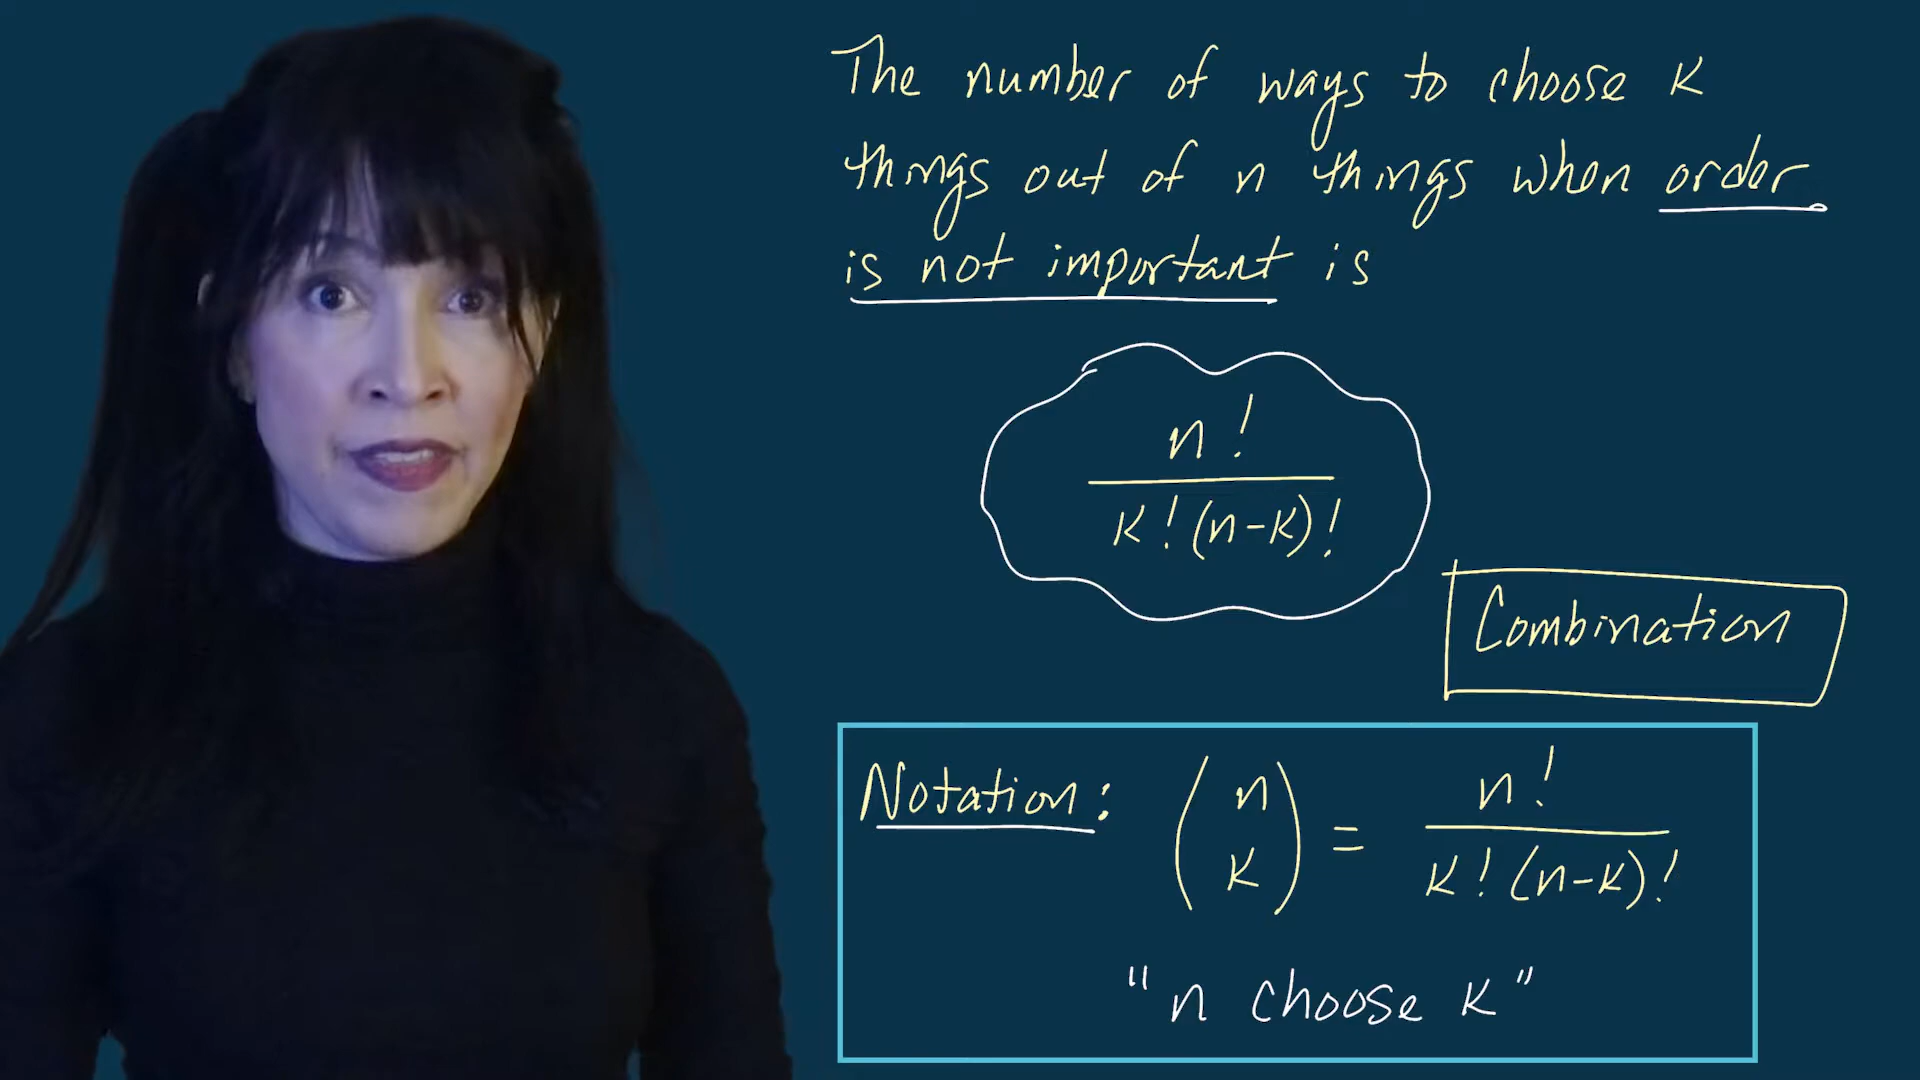 The number of ways to choose k
things out of n things when order
is not important is
n!
k!(n-k)!
Combination
Notation: (n k) = n! / k!(n-k)!
"n choose k"